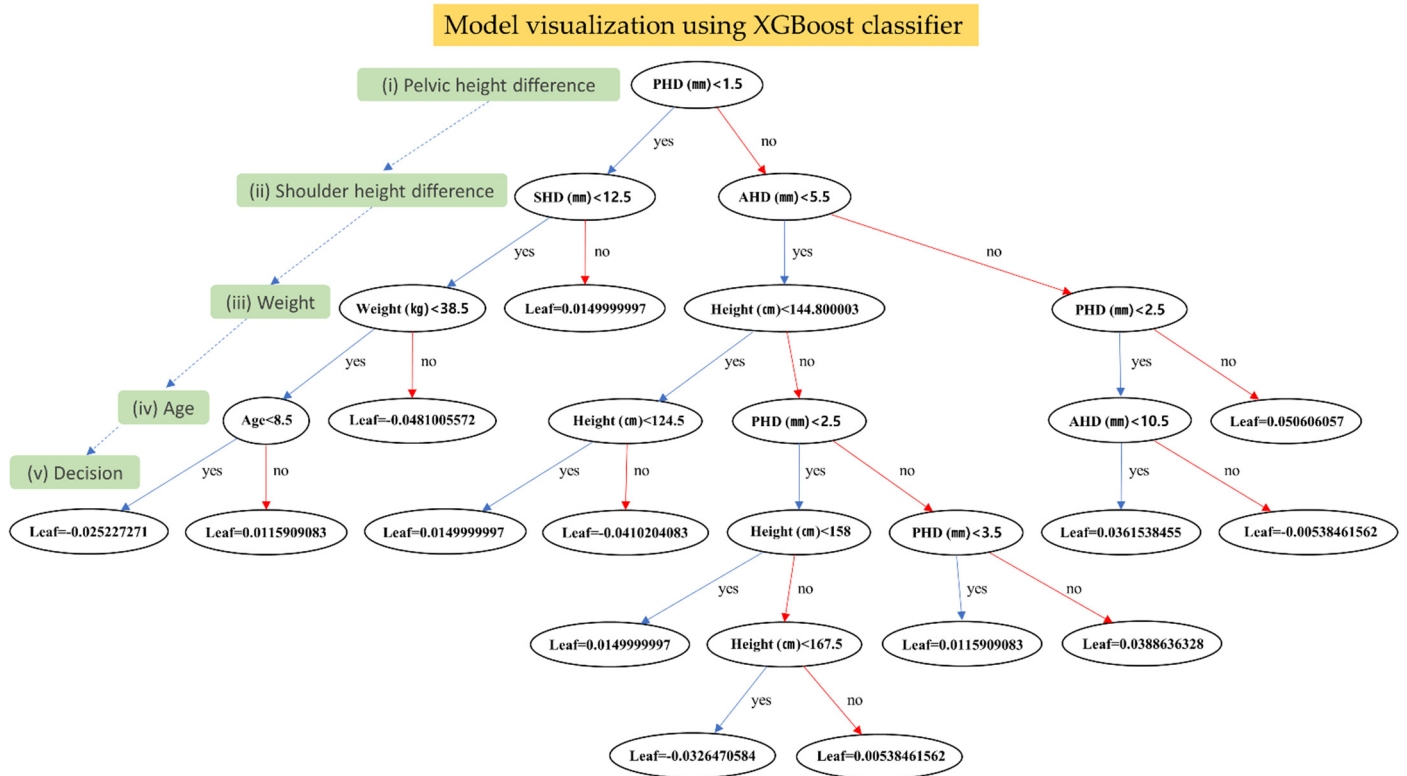 Model visualization using XGBoost classifier
(i) Pelvic height difference
PHD (㎜)<1.5
yes
no
(ii) Shoulder height difference
SHD (㎜)<12.5
AHD (㎜)<5.5
yes
no
yes
no
(iii) Weight
Weight (㎏)<38.5
Leaf=0.0149999997
Height (㎝)<144.800003
PHD (㎜)<2.5
yes
no
yes
no
yes
no
(iv) Age
Age<8.5
Leaf=-0.0481005572
Height (㎝)<124.5
PHD (㎜)<2.5
AHD (㎜)<10.5
Leaf=0.050606057
(v) Decision
yes
no
yes
no
yes
no
yes
no
Leaf=-0.025227271
Leaf=0.0115909083
Leaf=0.0149999997
Leaf=-0.0410204083
Height (㎝)<158
PHD (㎜)<3.5
Leaf=0.0361538455
Leaf=-0.00538461562
yes
no
yes
no
Leaf=0.0149999997
Height (㎝)<167.5
Leaf=0.0115909083
Leaf=0.0388636328
yes
no
Leaf=-0.0326470584
Leaf=0.00538461562